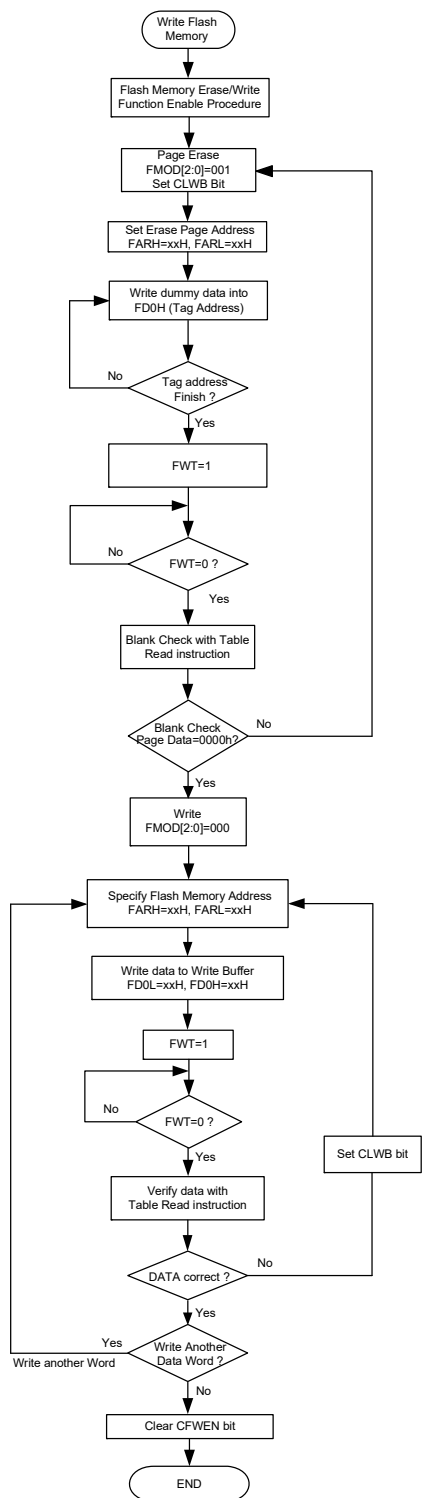 Write Flash
Memory
Flash Memory Erase/Write
Function Enable Procedure
Page Erase
FMOD[2:0]=001
Set CLWB Bit
Set Erase Page Address
FARH=xxH, FARL=xxH
Write dummy data into
FD0H (Tag Address)
No
Tag address
Finish ?
Yes
FWT=1
No
FWT=0 ?
Yes
Blank Check with Table
Read instruction
No
Blank Check
Page Data=0000h?
Yes
Write
FMOD[2:0]=000
Specify Flash Memory Address
FARH=xxH, FARL=xxH
Write data to Write Buffer
FD0L=xxH, FD0H=xxH
FWT=1
No
FWT=0 ?
Yes
Set CLWB bit
Verify data with
Table Read instruction
No
DATA correct ?
Yes
Yes
Write another Word
Write Another
Data Word ?
No
Clear CFWEN bit
END